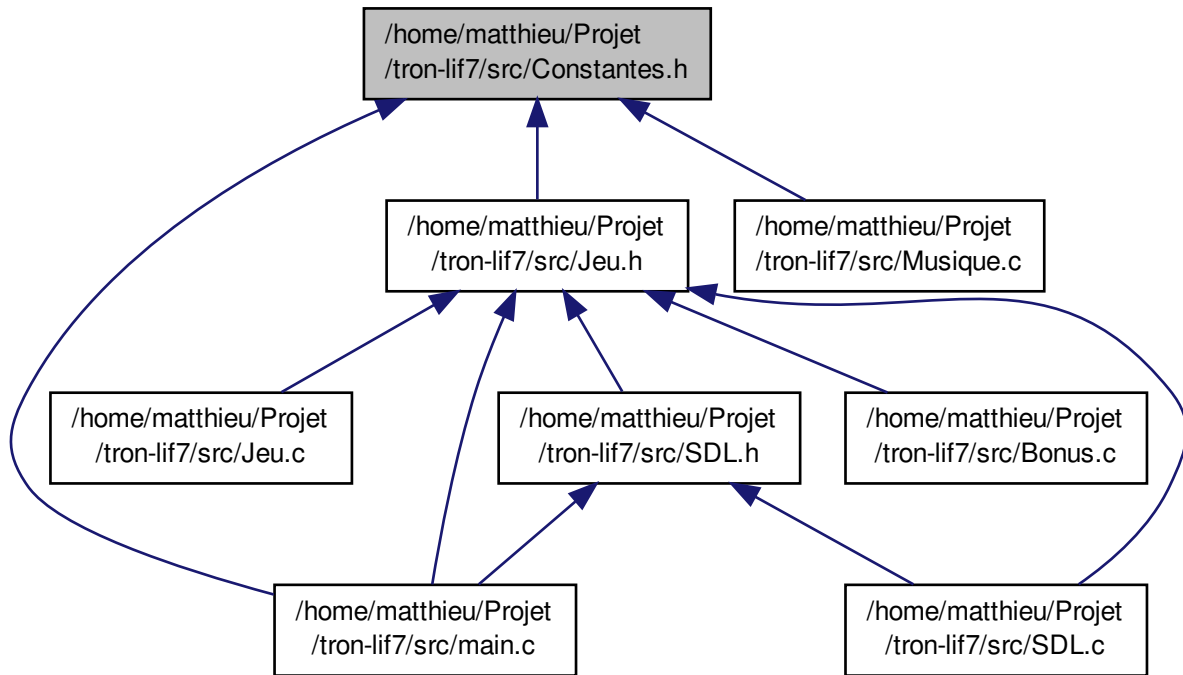 /home/matthieu/Projet
/tron-lif7/src/Constantes.h
/home/matthieu/Projet
/tron-lif7/src/Jeu.h
/home/matthieu/Projet
/tron-lif7/src/Musique.c
/home/matthieu/Projet
/tron-lif7/src/Jeu.c
/home/matthieu/Projet
/tron-lif7/src/SDL.h
/home/matthieu/Projet
/tron-lif7/src/Bonus.c
/home/matthieu/Projet
/tron-lif7/src/main.c
/home/matthieu/Projet
/tron-lif7/src/SDL.c